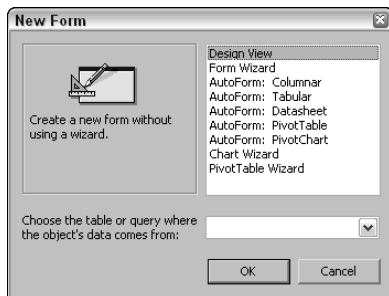 New Form
Create a new form without
using a wizard.
Design View
Form Wizard
AutoForm: Columnar
AutoForm: Tabular
AutoForm: Datasheet
AutoForm: PivotTable
AutoForm: PivotChart
Chart Wizard
PivotTable Wizard
Choose the table or query where
the object's data comes from:
OK
Cancel